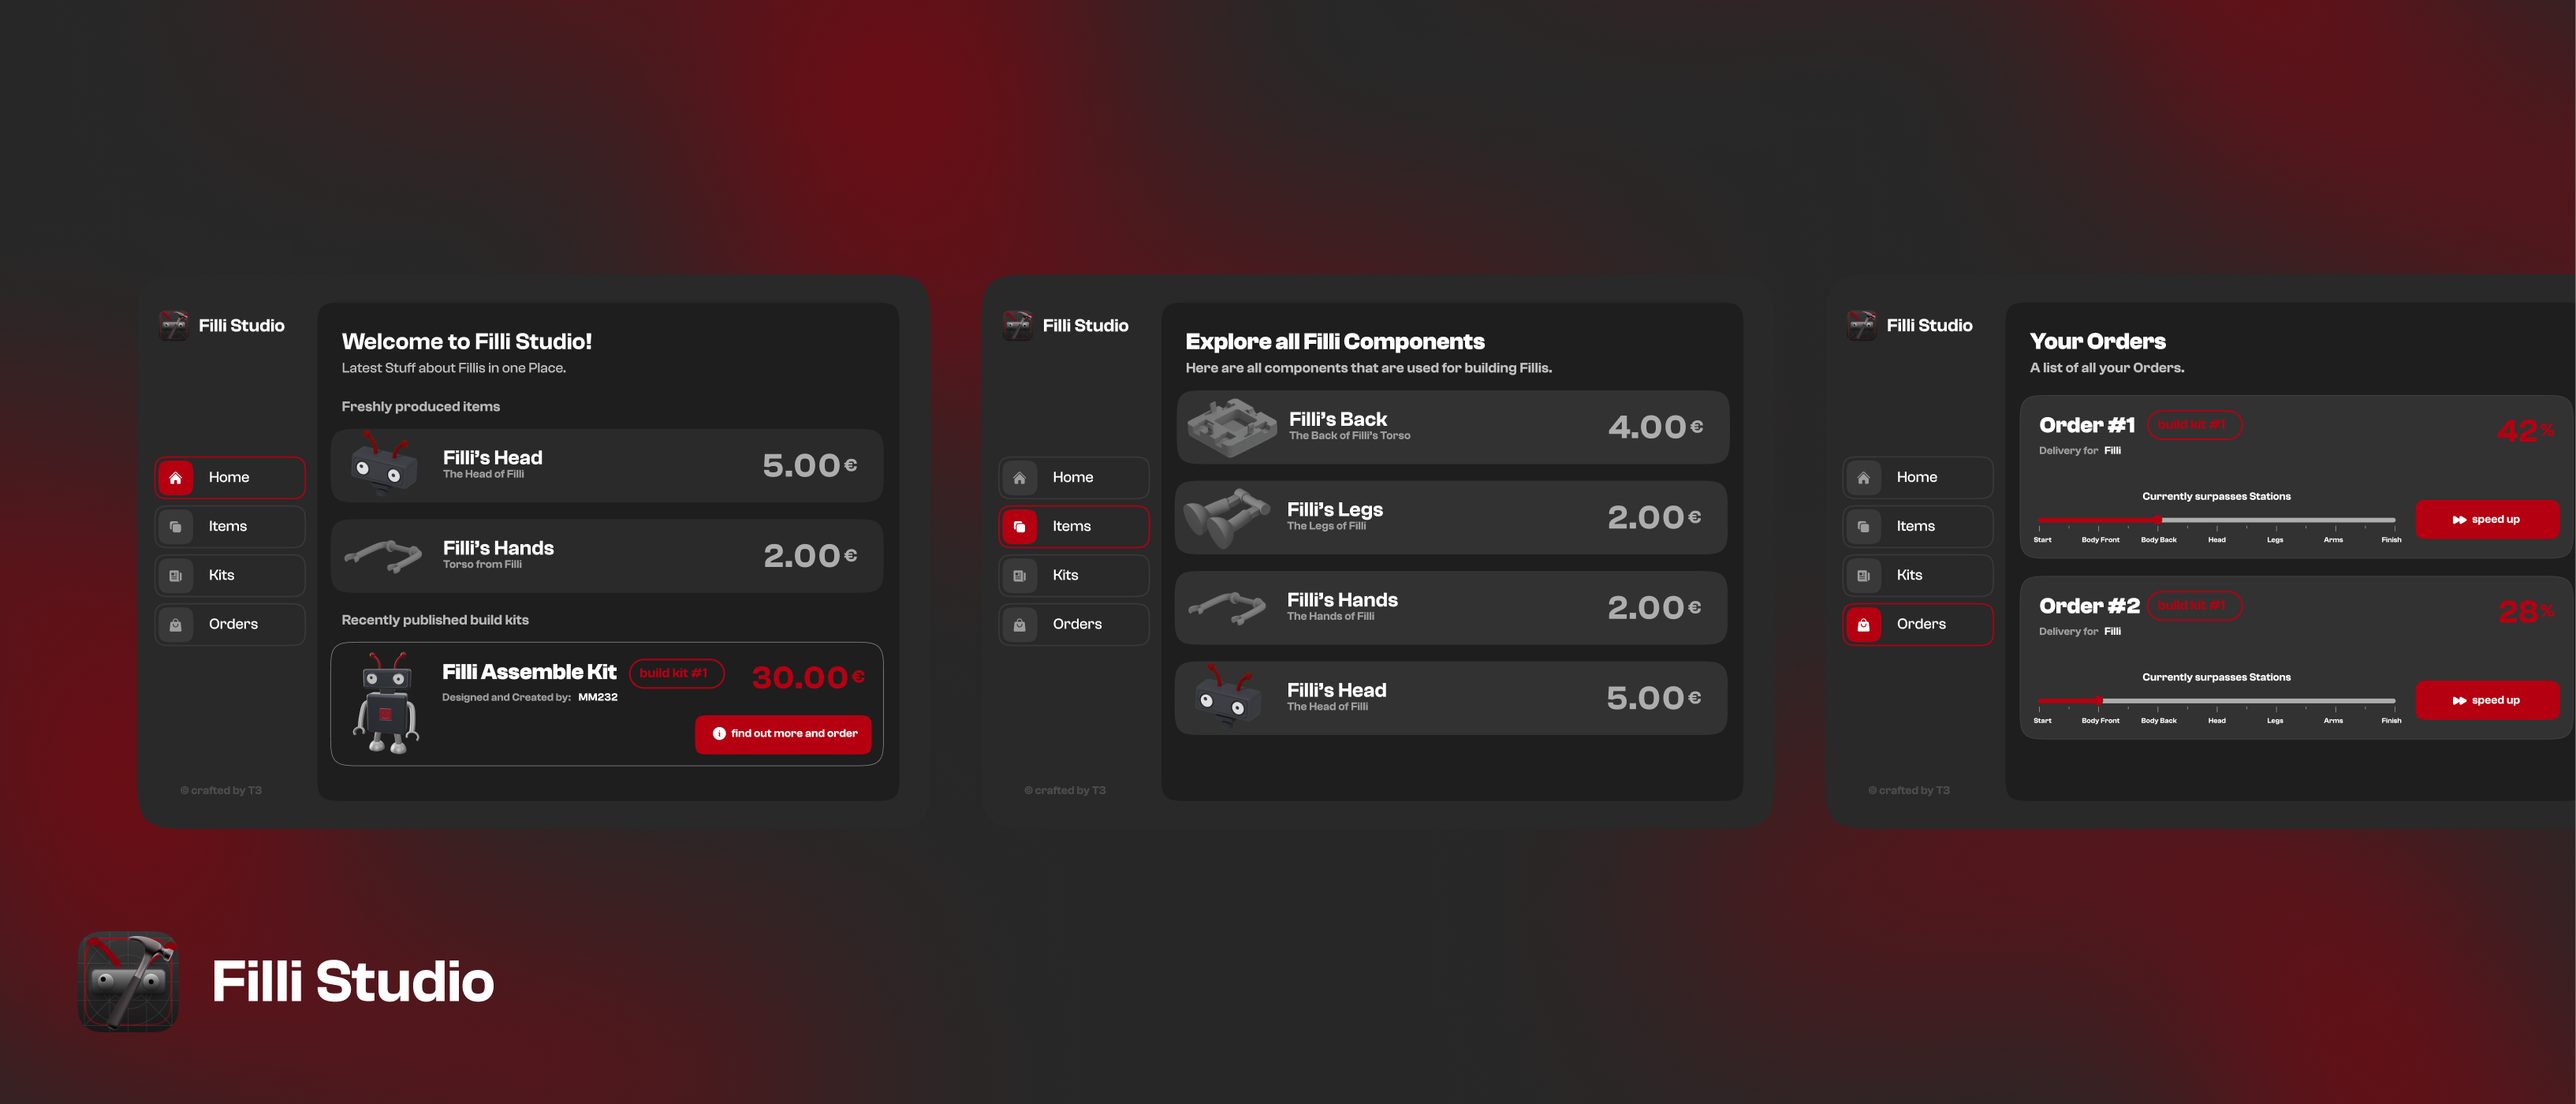 Filli Studio
Home
Items
Kits
Orders
© crafted by T3
Welcome to Filli Studio!
Latest Stuff about Fillis in one Place.
Freshly produced items
Filli's Head
The Head of Filli
5.00€
Filli's Hands
Torso from Filli
2.00€
Recently published build kits
Filli Assemble Kit
build kit #1
30.00€
Designed and Created by: MM232
find out more and order
Filli Studio
Home
Items
Kits
Orders
© crafted by T3
Explore all Filli Components
Here are all components that are used for building Fillis.
Filli's Back
The Back of Filli's Torso
4.00€
Filli's Legs
The Legs of Filli
2.00€
Filli's Hands
The Hands of Filli
2.00€
Filli's Head
The Head of Filli
5.00€
Filli Studio
Home
Items
Kits
Orders
© crafted by T3
Your Orders
A list of all your Orders.
Order #1
build kit #1
42%
Delivery for Filli
Currently surpasses Stations
Start Body Front Body Back Head Legs Arms Finish
speed up
Order #2
build kit #1
28%
Delivery for Filli
Currently surpasses Stations
Start Body Front Body Back Head Legs Arms Finish
speed up
Filli Studio